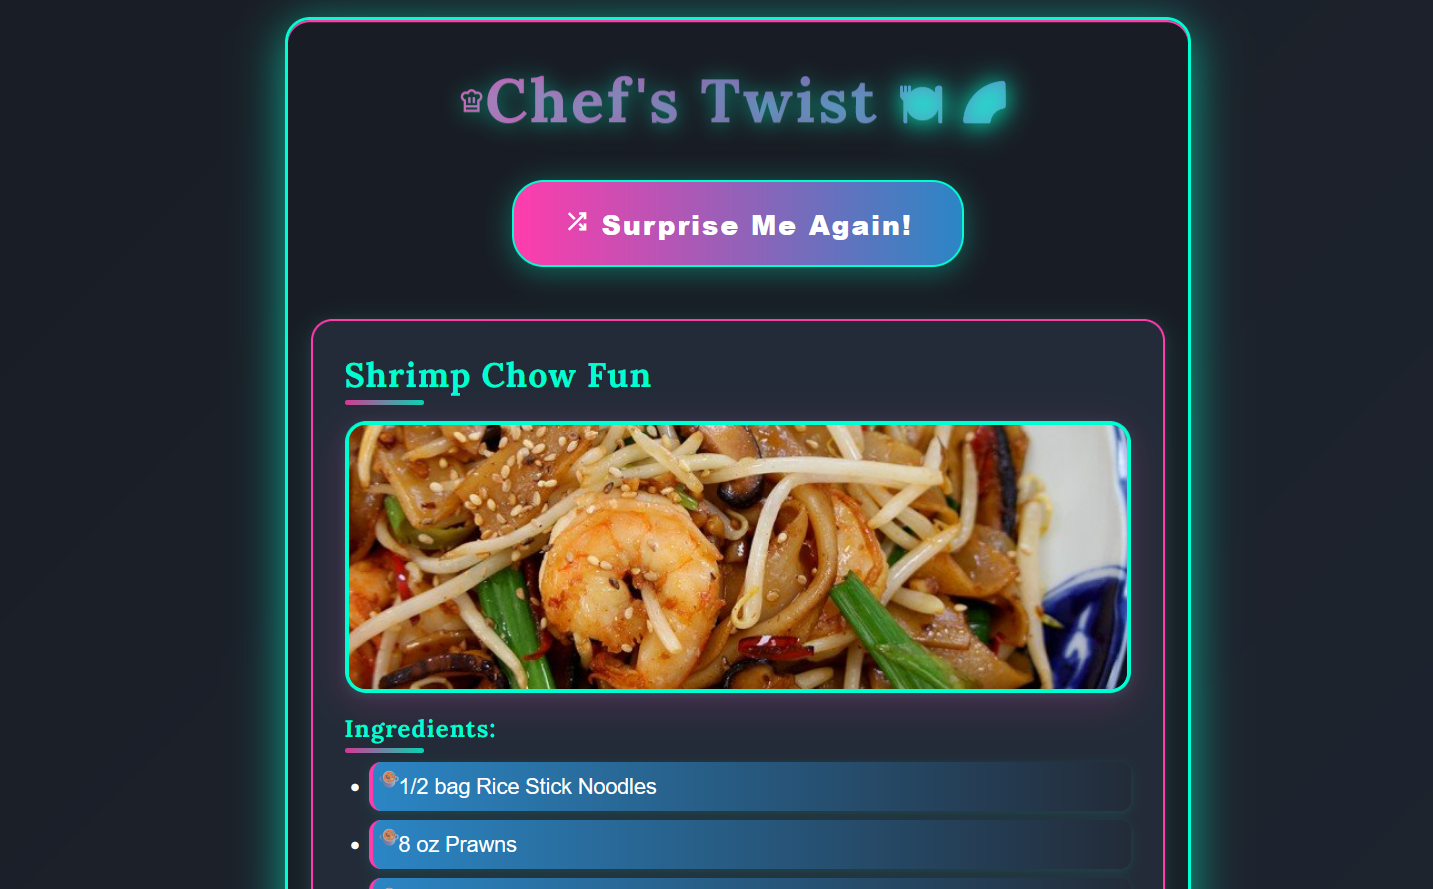 Chef's Twist
Surprise Me Again!
Shrimp Chow Fun
Ingredients:
1/2 bag Rice Stick Noodles
8 oz Prawns